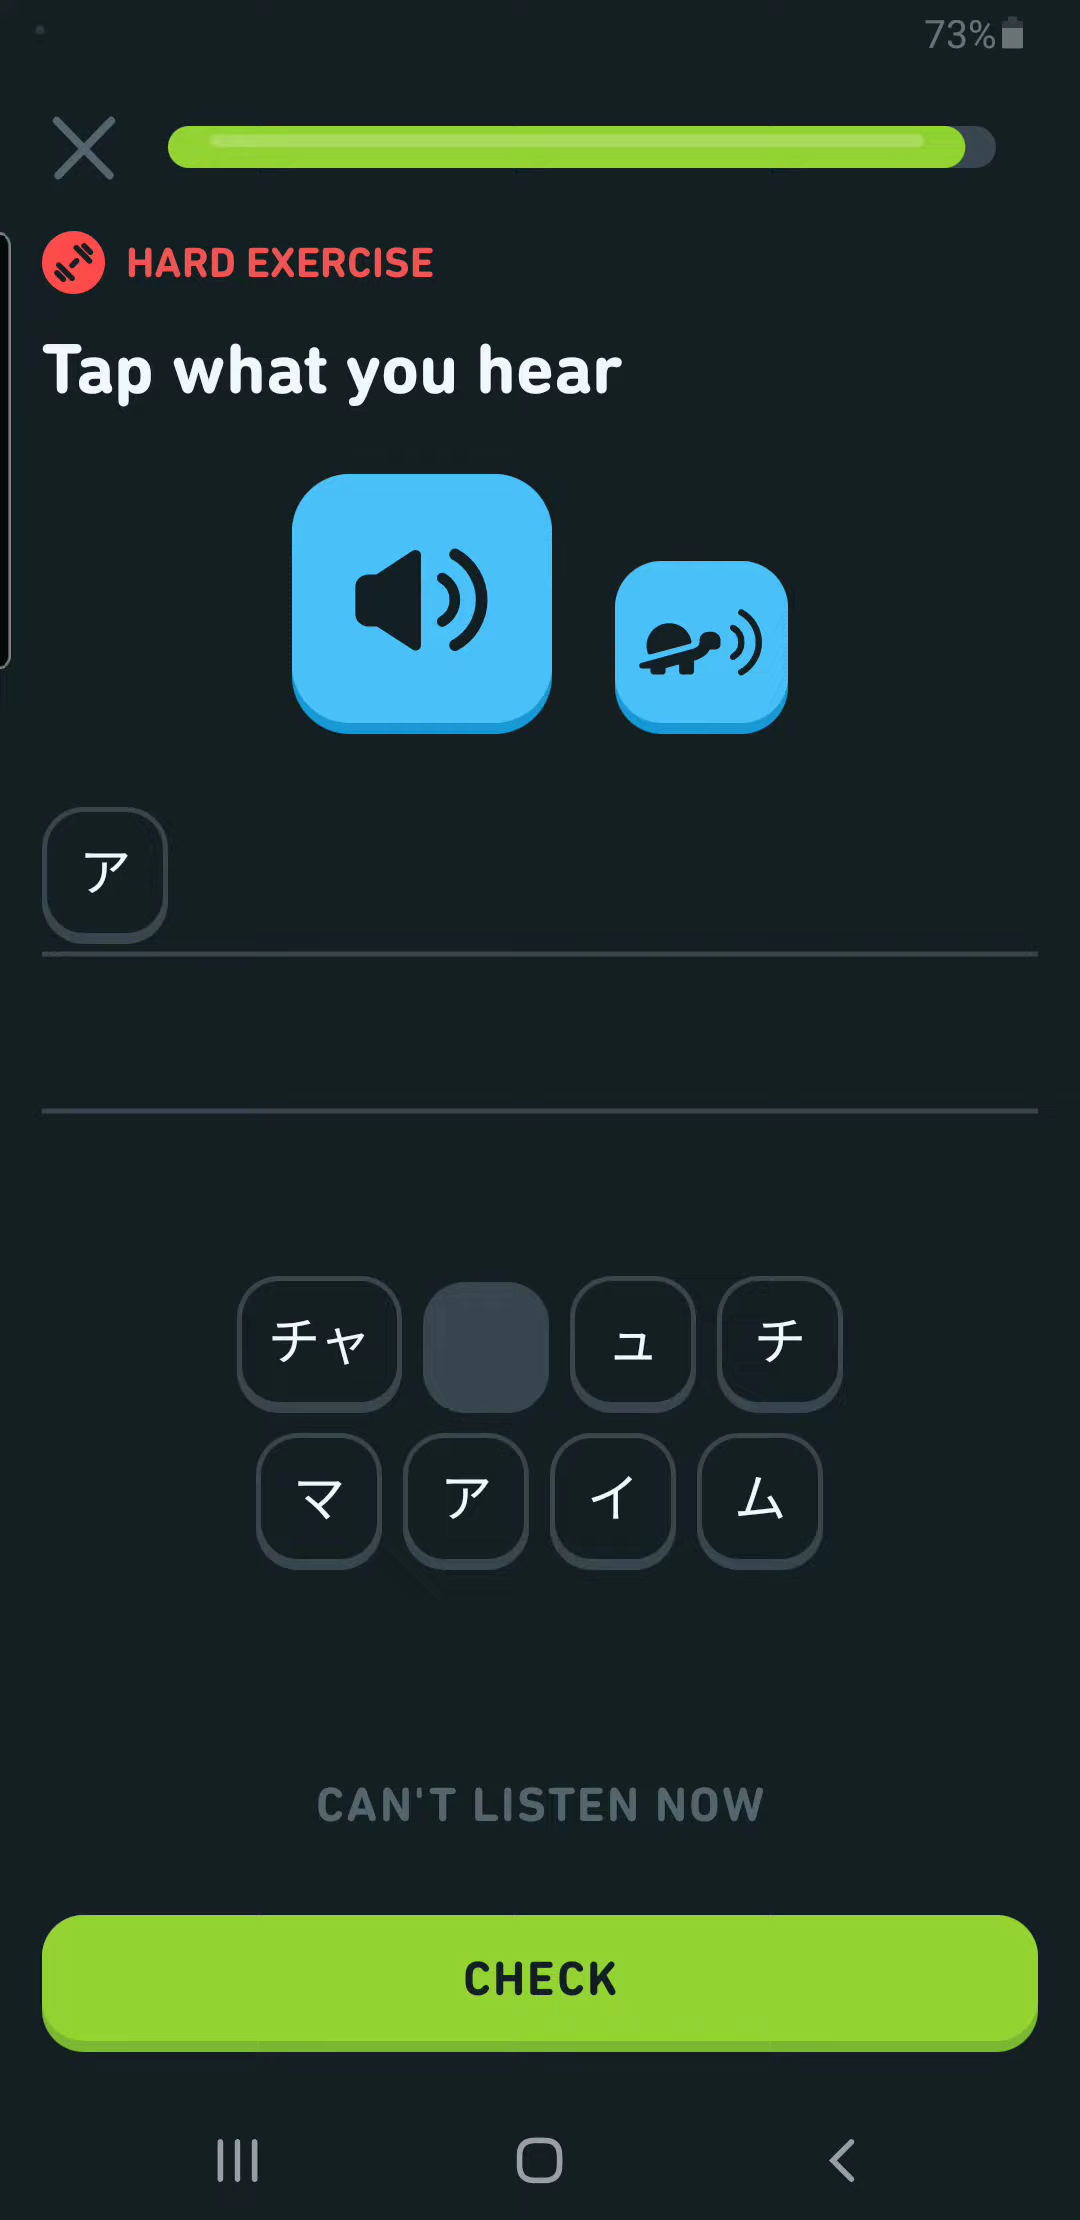 73%
HARD EXERCISE
Tap what you hear
ア
チャ ュ チ
マ ア イ ム
CAN'T LISTEN NOW
CHECK